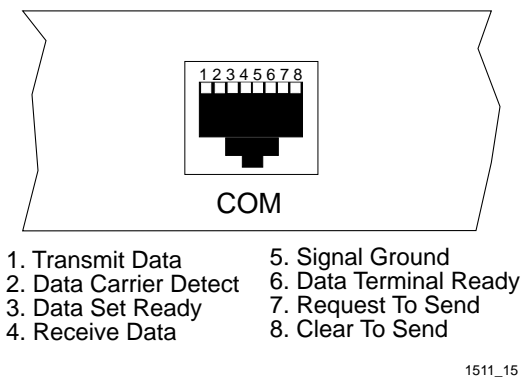 1 2 3 4 5 6 7 8
COM
1. Transmit Data
2. Data Carrier Detect
3. Data Set Ready
4. Receive Data
5. Signal Ground
6. Data Terminal Ready
7. Request To Send
8. Clear To Send
1511_15